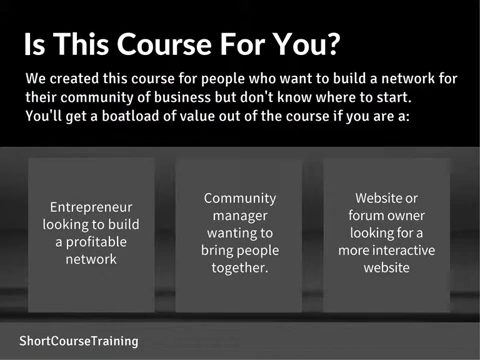 Is This Course For You?
We created this course for people who want to build a network for
their community of business but don't know where to start.
You'll get a boatload of value out of the course if you are a:
Entrepreneur
looking to build
a profitable
network
Community
manager
wanting to
bring people
together.
Website or
forum owner
looking for a
more interactive
website
ShortCourseTraining